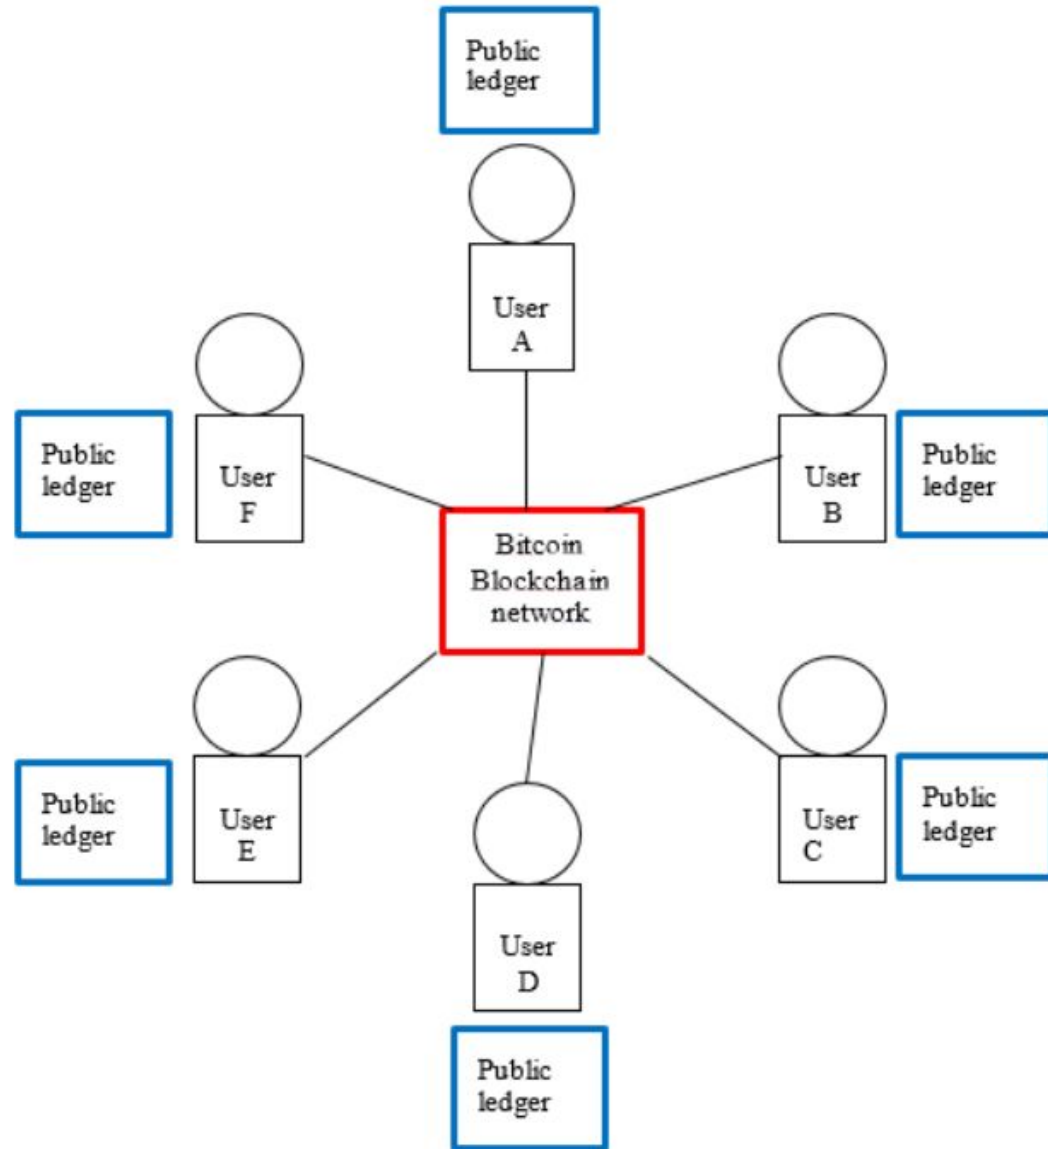 Public
ledger
User
A
Public
ledger
User
F
User
B
Public
ledger
Bitcoin
Blockchain
network
Public
ledger
User
E
User
C
Public
ledger
User
D
Public
ledger